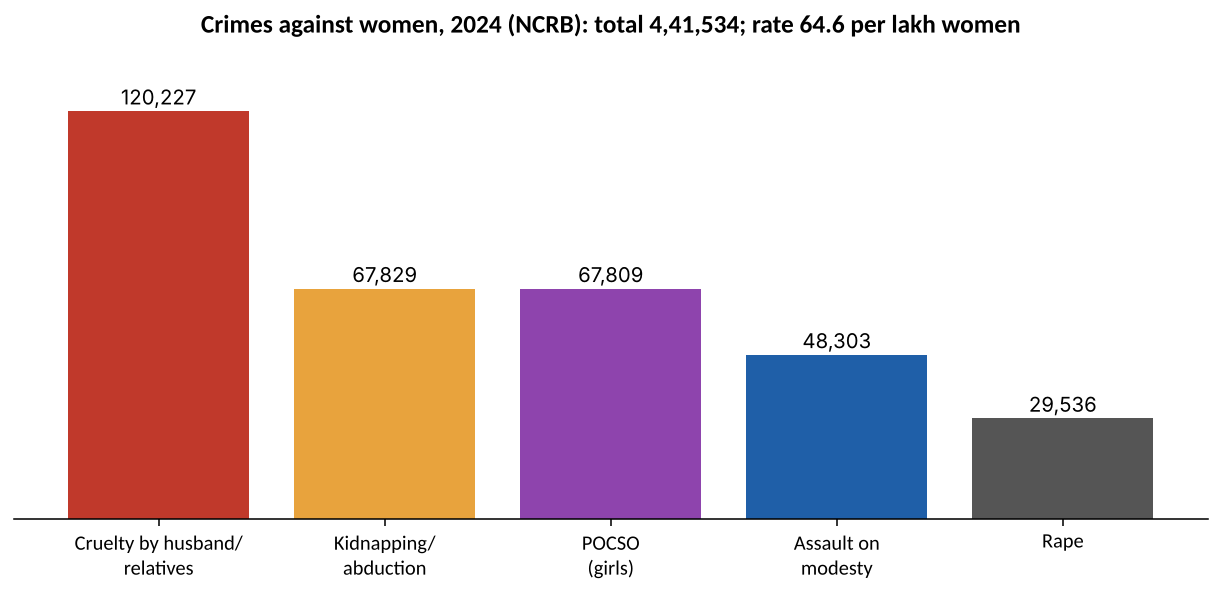 Crimes against women, 2024 (NCRB): total 4,41,534; rate 64.6 per lakh women
120,227
67,829
67,809
48,303
29,536
Cruelty by husband/
relatives
Kidnapping/
abduction
POCSO
(girls)
Assault on
modesty
Rape